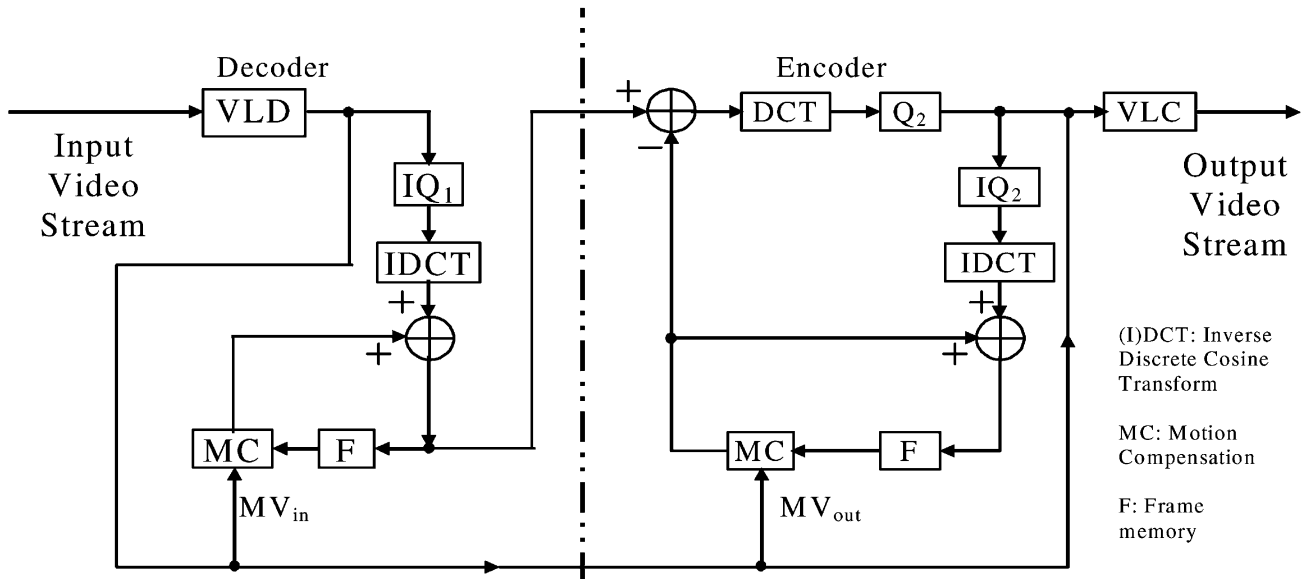 Decoder
VLD
Input
Video
Stream
IQ1
IDCT
+
+
MC
F
MVin
Encoder
+
−
DCT
Q2
VLC
Output
Video
Stream
IQ2
IDCT
+
+
MC
F
MVout
(I)DCT: Inverse
Discrete Cosine
Transform
MC: Motion
Compensation
F: Frame
memory